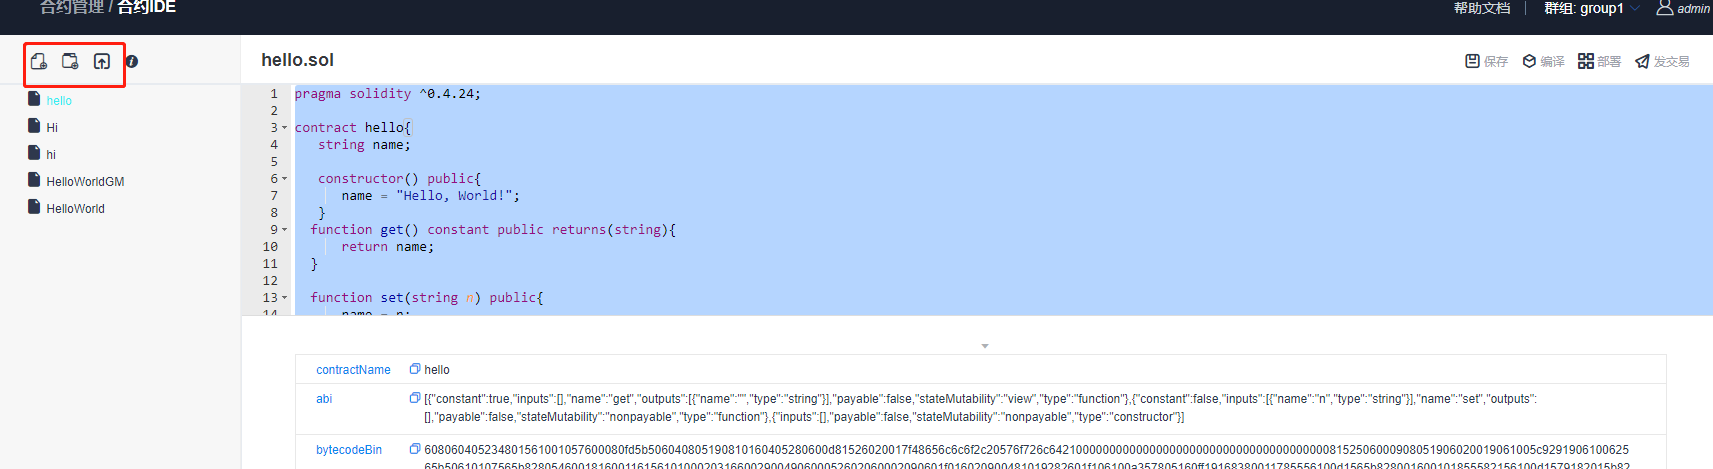 合约管理 / 合约IDE
帮助文档 群组: group1 admin
hello.sol
保存 编译 部署 发交易
hello
Hi
hi
HelloWorldGM
HelloWorld
1 pragma solidity ^0.4.24;
2
3 contract hello{
4 string name;
5
6 constructor() public{
7 name = "Hello, World!";
8 }
9 function get() constant public returns(string){
10 return name;
11 }
12
13 function set(string n) public{
14 name = n;
contractName hello
abi [{"constant":true,"inputs":[],"name":"get","outputs":[{"name":"","type":"string"}],"payable":false,"stateMutability":"view","type":"function"},{"constant":false,"inputs":[{"name":"n","type":"string"}],"name":"set","outputs":
[],"payable":false,"stateMutability":"nonpayable","type":"function"},{"inputs":[],"payable":false,"stateMutability":"nonpayable","type":"constructor"}]
bytecodeBin